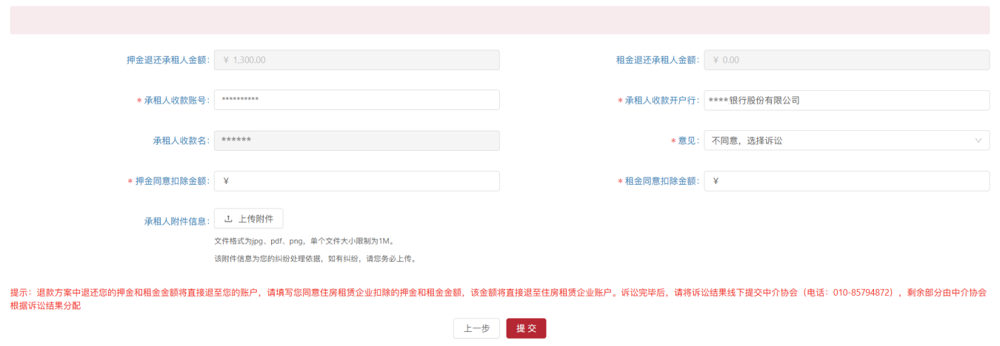 押金退还承租人金额: ¥ 1,300.00 租金退还承租人金额: ¥ 0.00
* 承租人收款账号: ********** * 承租人收款开户行: ****银行股份有限公司
承租人收款名: ****** * 意见: 不同意，选择诉讼
* 押金同意扣除金额: ¥ * 租金同意扣除金额: ¥
承租人附件信息: 上传附件
文件格式为jpg、pdf、png，单个文件大小限制为1M。
该附件信息为您的纠纷处理依据，如有纠纷，请您务必上传。
提示：退款方案中退还您的押金和租金金额将直接退至您的账户，请填写您同意住房租赁企业扣除的押金和租金金额，该金额将直接退至住房租赁企业账户。诉讼完毕后，请将诉讼结果线下提交中介协会（电话：010-85794872），剩余部分由中介协会
根据诉讼结果分配
上一步 提 交